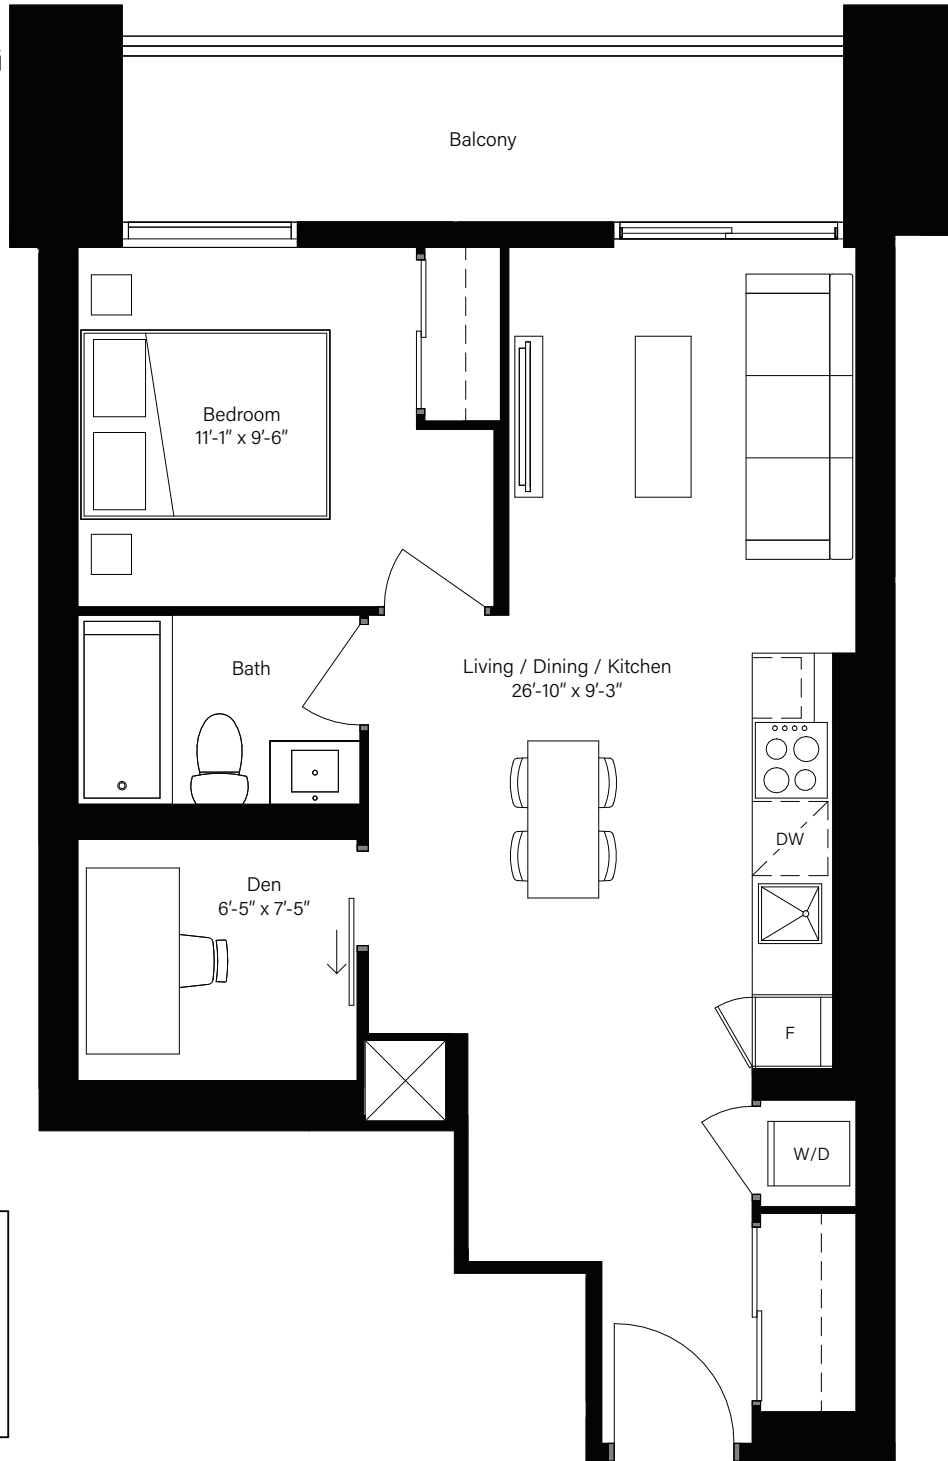 Balcony
Bedroom
11'-1" x 9'-6"
Bath
Living / Dining / Kitchen
26'-10" x 9'-3"
DW
Den
6'-5" x 7'-5"
F
W/D